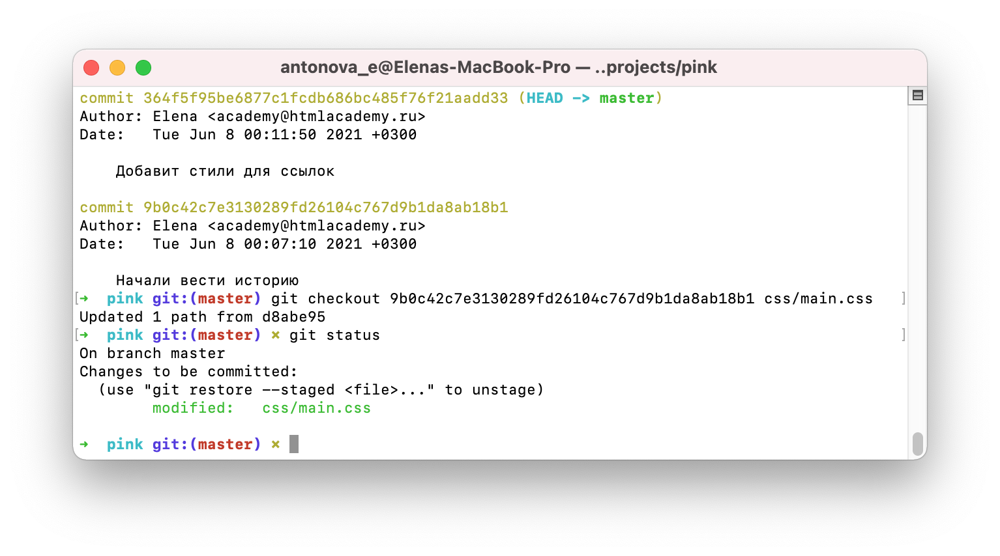 antonova_e@Elenas-MacBook-Pro — ..projects/pink
commit 364f5f95be6877c1fcdb686bc485f76f21aadd33 (HEAD -> master)
Author: Elena <academy@htmlacademy.ru>
Date:   Tue Jun 8 00:11:50 2021 +0300
    Добавит стили для ссылок
commit 9b0c42c7e3130289fd26104c767d9b1da8ab18b1
Author: Elena <academy@htmlacademy.ru>
Date:   Tue Jun 8 00:07:10 2021 +0300
    Начали вести историю
[➜  pink git:(master) git checkout 9b0c42c7e3130289fd26104c767d9b1da8ab18b1 css/main.css   ]
Updated 1 path from d8abe95
[➜  pink git:(master) × git status   ]
On branch master
Changes to be committed:
  (use "git restore --staged <file>..." to unstage)
        modified:   css/main.css
➜  pink git:(master) ×